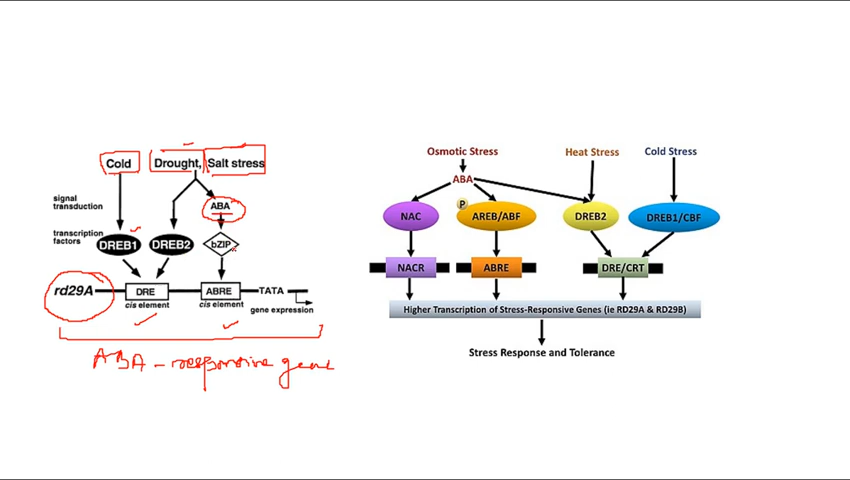 Cold
Drought, Salt stress
signal
transduction
ABA
transcription
factors
DREB1
DREB2
bZIP
rd29A
DRE
ABRE
TATA
cis element
cis element
gene expression
ABA - responsive gene
Osmotic Stress
Heat Stress
Cold Stress
ABA
P
NAC
AREB/ABF
DREB2
DREB1/CBF
NACR
ABRE
DRE/CRT
Higher Transcription of Stress-Responsive Genes (ie RD29A & RD29B)
Stress Response and Tolerance